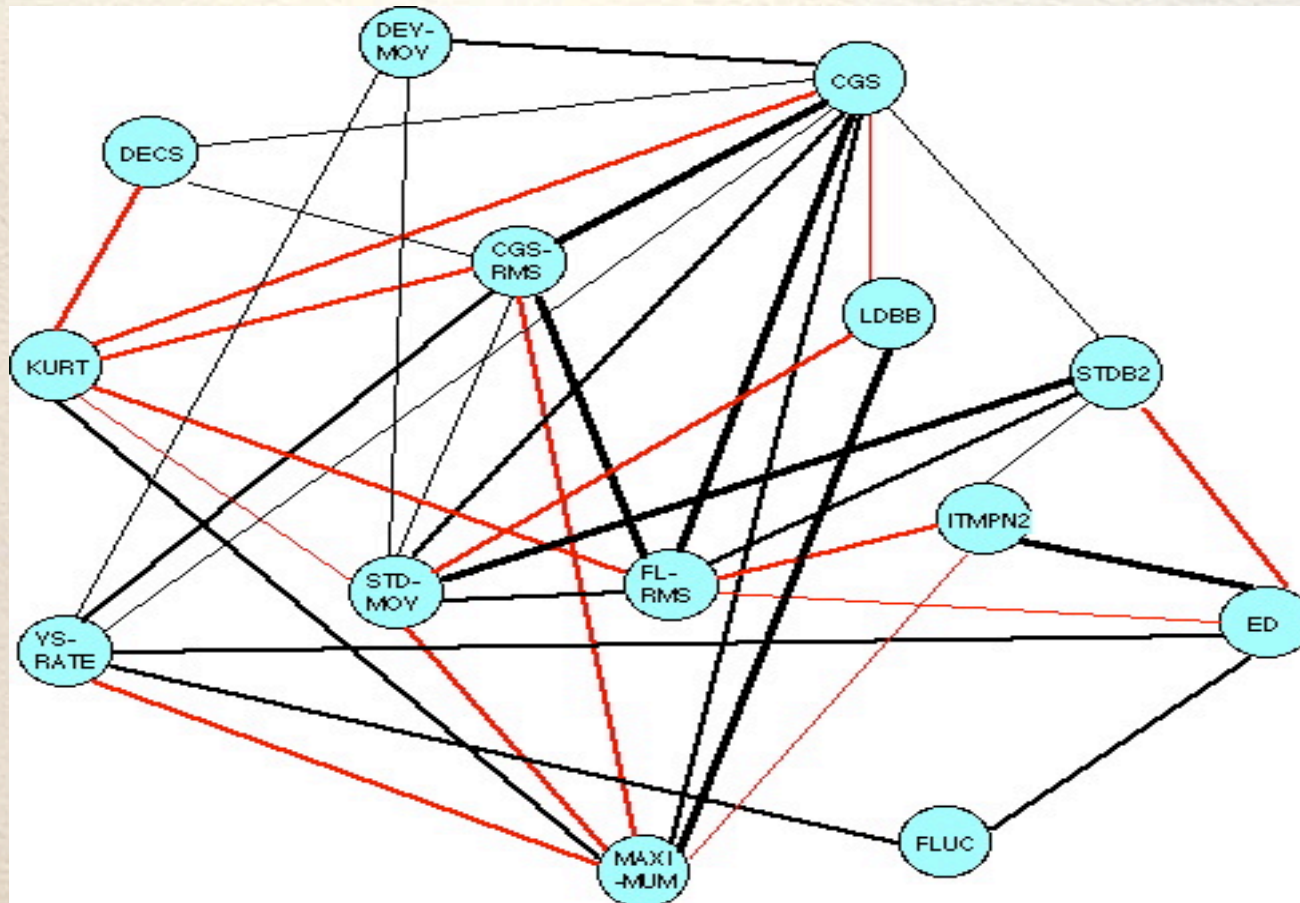 DEV-
MOY
CGS
DECS
CGS-
RMS
LDBB
KURT
STDB2
ITMPN2
STD-
MOY
FL-
RMS
ED
YS-
RATE
FLUC
MAXI
-MUM